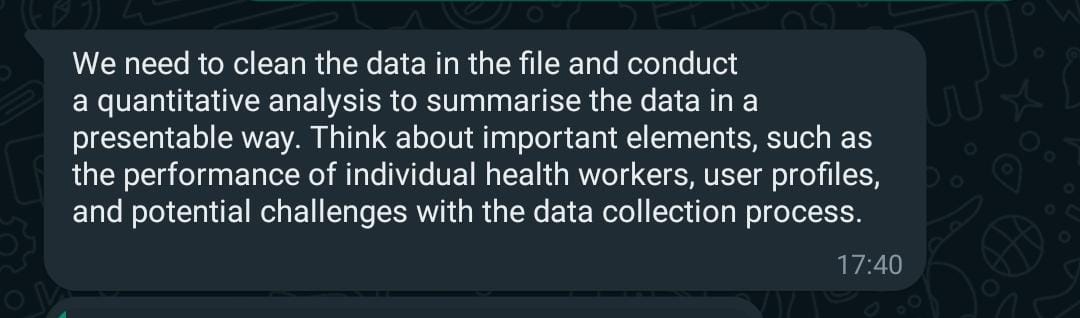 We need to clean the data in the file and conduct
a quantitative analysis to summarise the data in a
presentable way. Think about important elements, such as
the performance of individual health workers, user profiles,
and potential challenges with the data collection process.
17:40